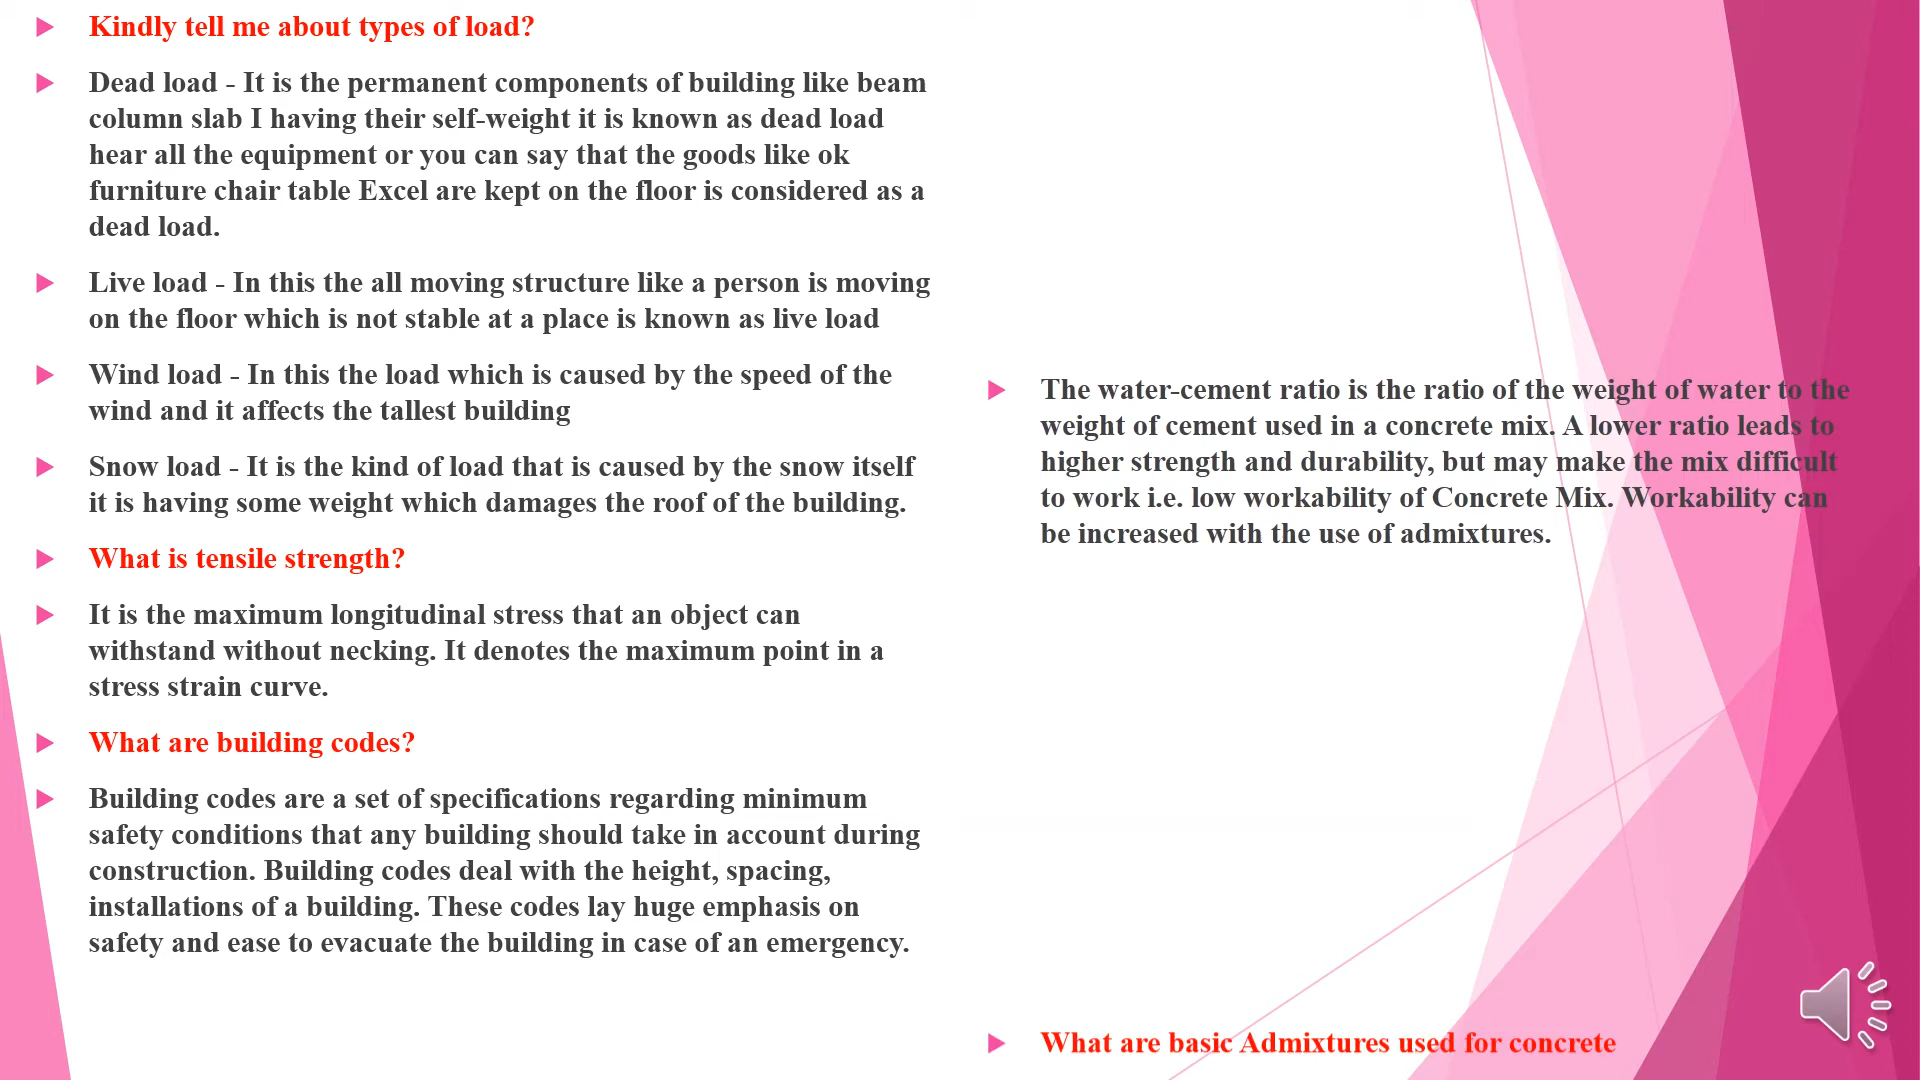 Kindly tell me about types of load?
Dead load - It is the permanent components of building like beam
column slab I having their self-weight it is known as dead load
hear all the equipment or you can say that the goods like ok
furniture chair table Excel are kept on the floor is considered as a
dead load.
Live load - In this the all moving structure like a person is moving
on the floor which is not stable at a place is known as live load
Wind load - In this the load which is caused by the speed of the
wind and it affects the tallest building
Snow load - It is the kind of load that is caused by the snow itself
it is having some weight which damages the roof of the building.
What is tensile strength?
It is the maximum longitudinal stress that an object can
withstand without necking. It denotes the maximum point in a
stress strain curve.
What are building codes?
Building codes are a set of specifications regarding minimum
safety conditions that any building should take in account during
construction. Building codes deal with the height, spacing,
installations of a building. These codes lay huge emphasis on
safety and ease to evacuate the building in case of an emergency.
The water-cement ratio is the ratio of the weight of water to the
weight of cement used in a concrete mix. A lower ratio leads to
higher strength and durability, but may make the mix difficult
to work i.e. low workability of Concrete Mix. Workability can
be increased with the use of admixtures.
What are basic Admixtures used for concrete